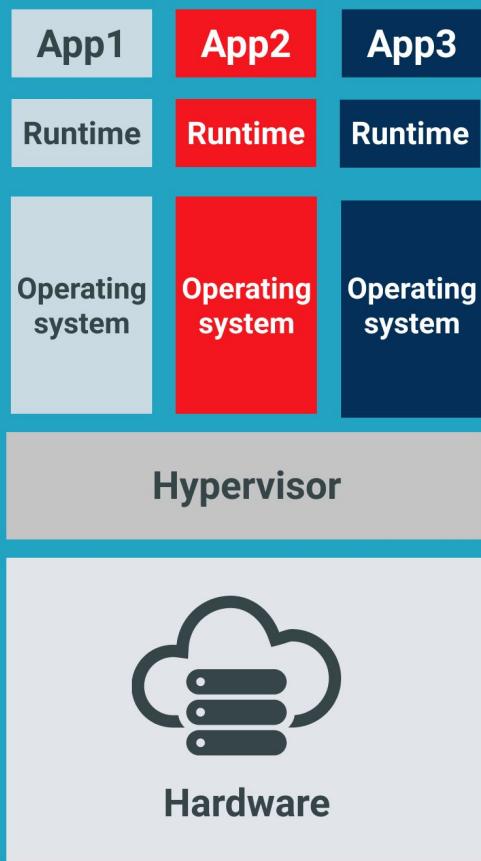 App1
App2
App3
Runtime
Runtime
Runtime
Operating
system
Operating
system
Operating
system
Hypervisor
Hardware